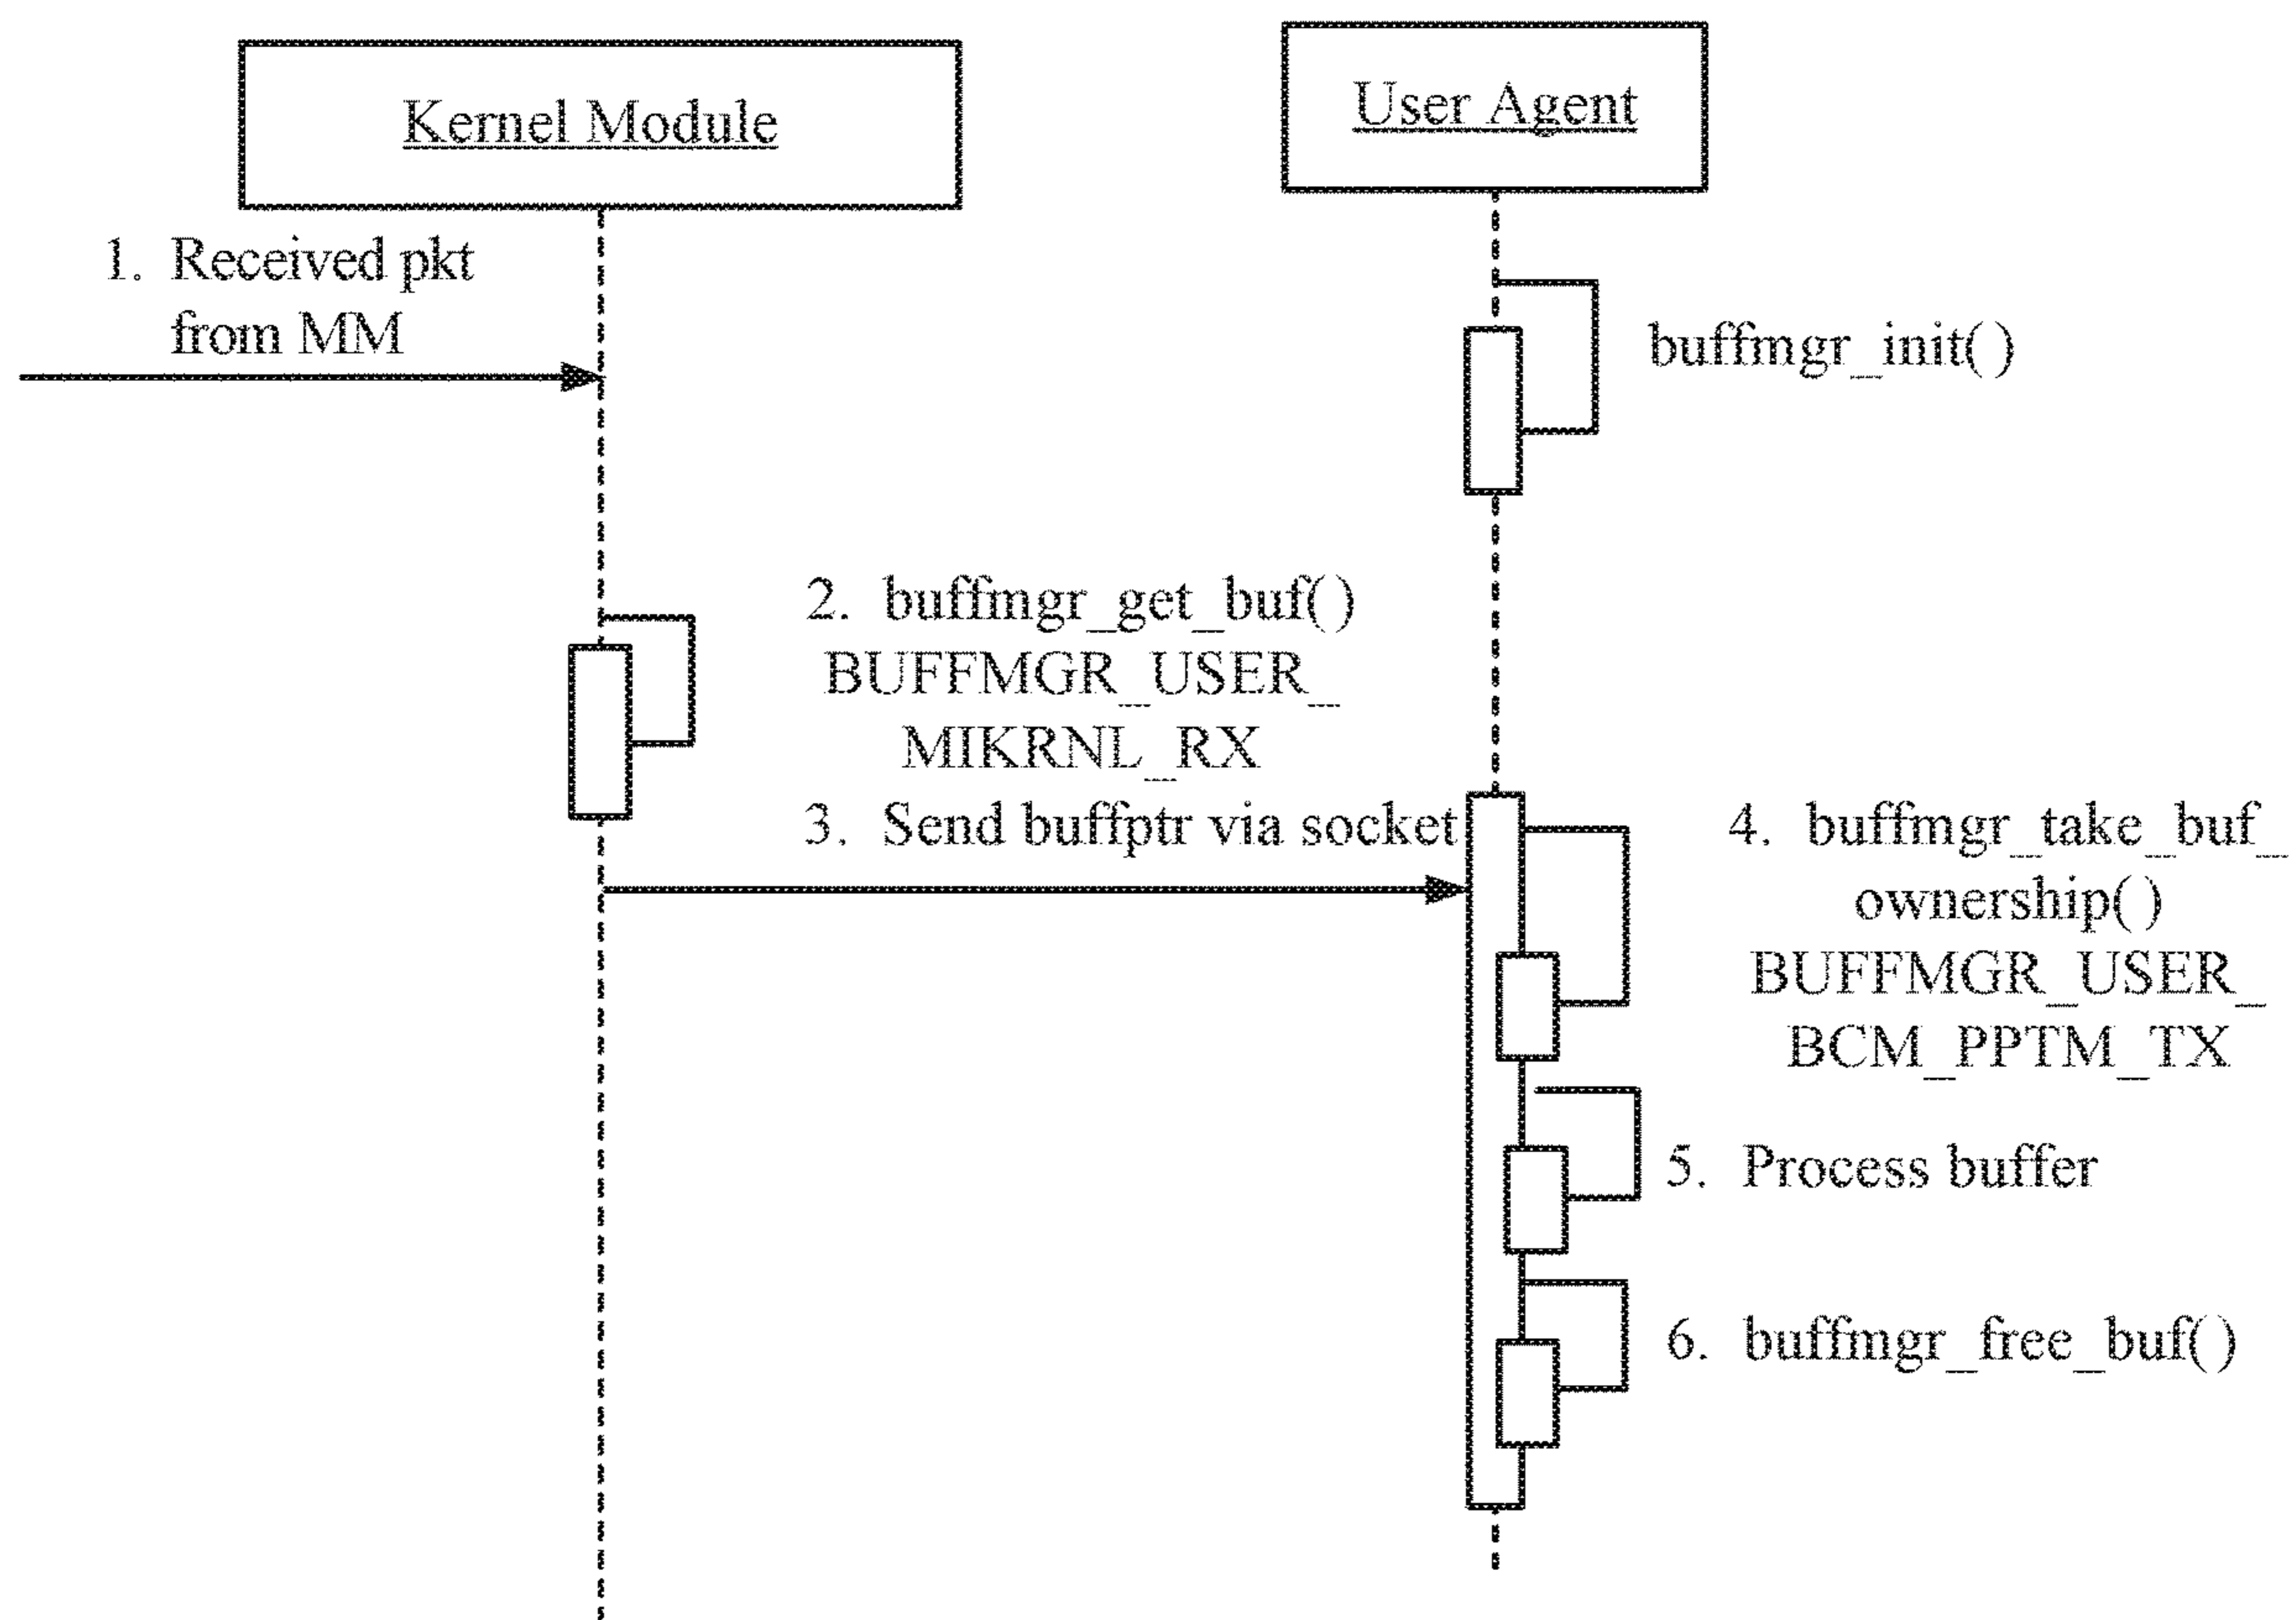 Kernel Module
User Agent
1. Received pkt
from MM
buffmgr_init( )
2. buffmgr_get_buf( )
BUFFMGR_USER_
MIKRNL_RX
3. Send buffptr via socket
4. buffmgr_take_buf_
ownership( )
BUFFMGR_USER_
BCM_PPTM_TX
5. Process buffer
6. buffmgr_free_buf( )